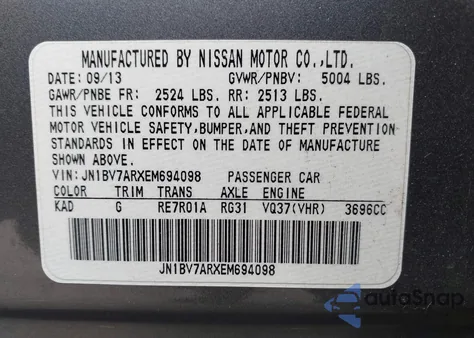 MANUFACTURED BY NISSAN MOTOR CO.,LTD.
DATE: 09/13 GVWR/PNBV: 5004 LBS.
GAWR/PNBE FR: 2524 LBS. RR: 2513 LBS.
THIS VEHICLE CONFORMS TO ALL APPLICABLE FEDERAL
MOTOR VEHICLE SAFETY,BUMPER,AND THEFT PREVENTION
STANDARDS IN EFFECT ON THE DATE OF MANUFACTURE
SHOWN ABOVE.
VIN: JN1BV7ARXEM694098 PASSENGER CAR
COLOR TRIM TRANS AXLE ENGINE
KAD G RE7R01A RG31 VQ37(VHR) 3696CC
JN1BV7ARXEM694098
autoSnap